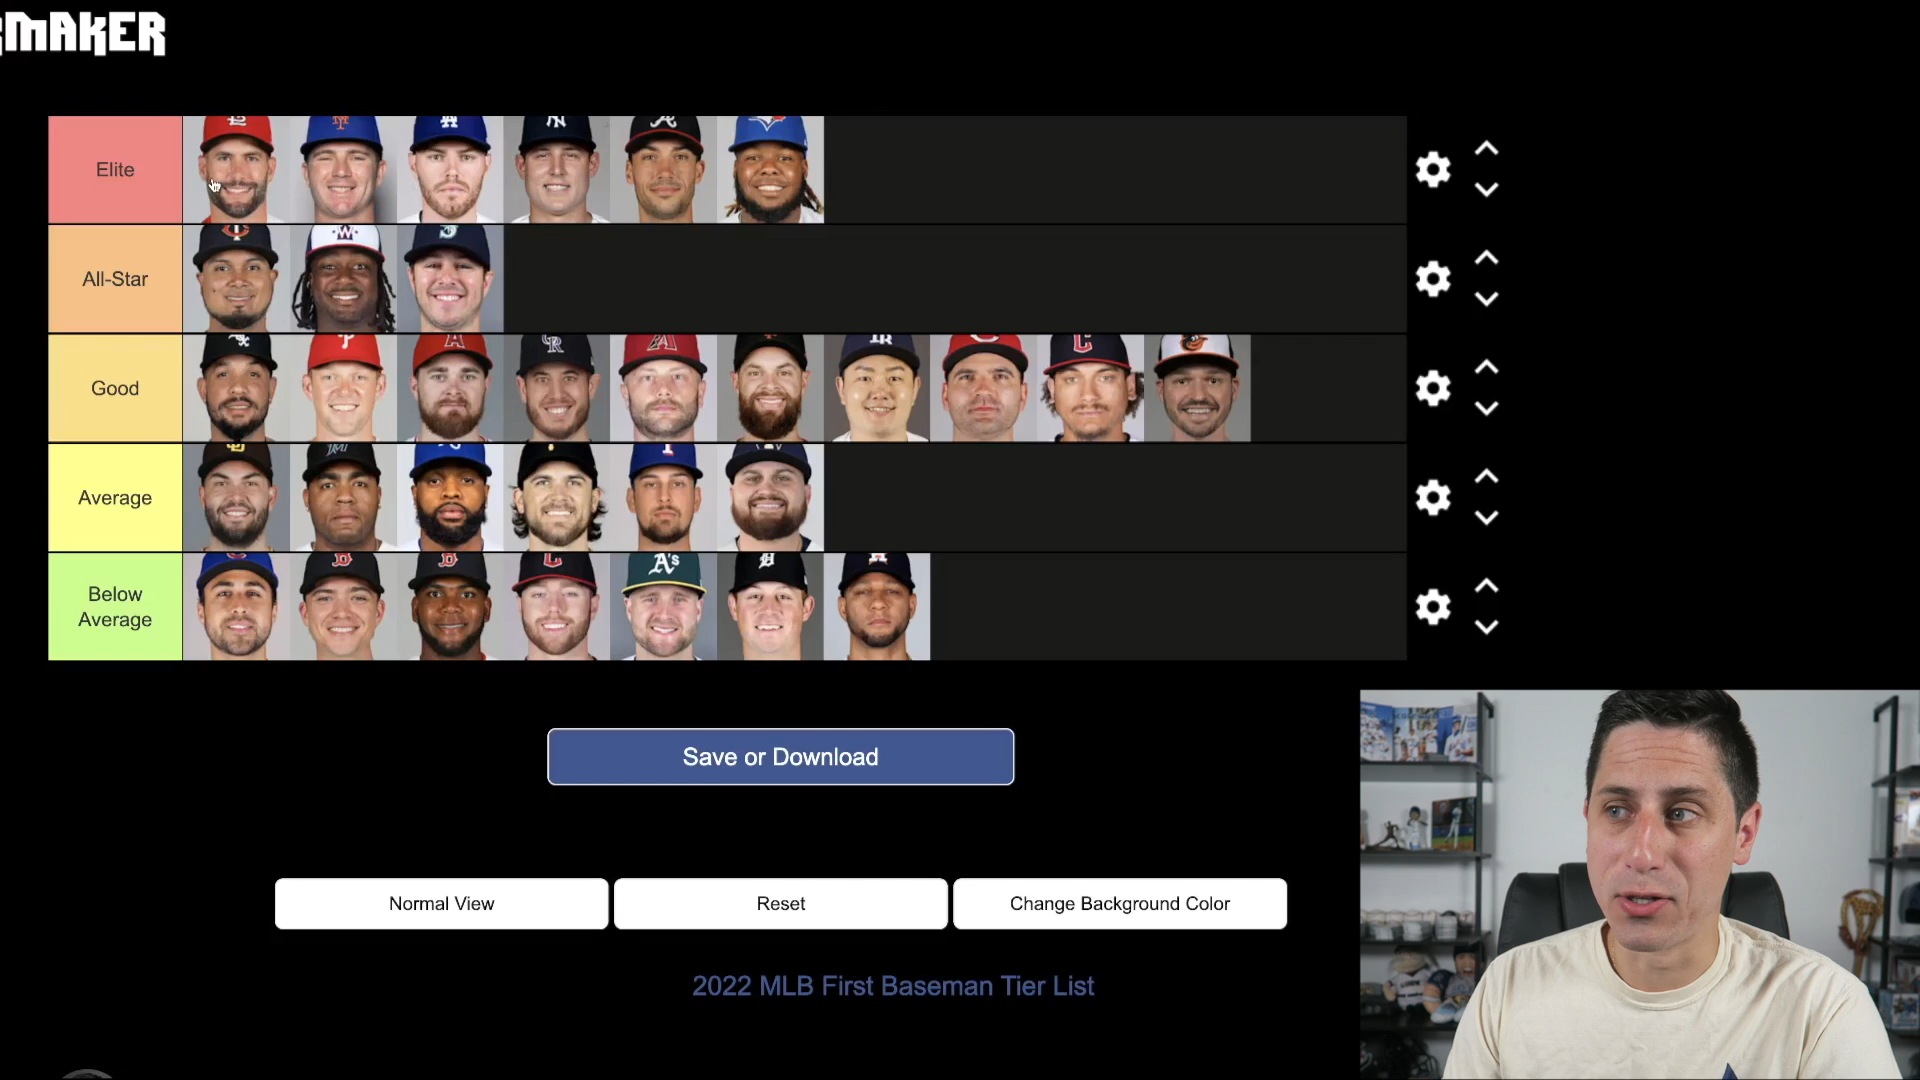 MAKER
Elite
All-Star
Good
Average
Below
Average
Save or Download
Normal View
Reset
Change Background Color
2022 MLB First Baseman Tier List